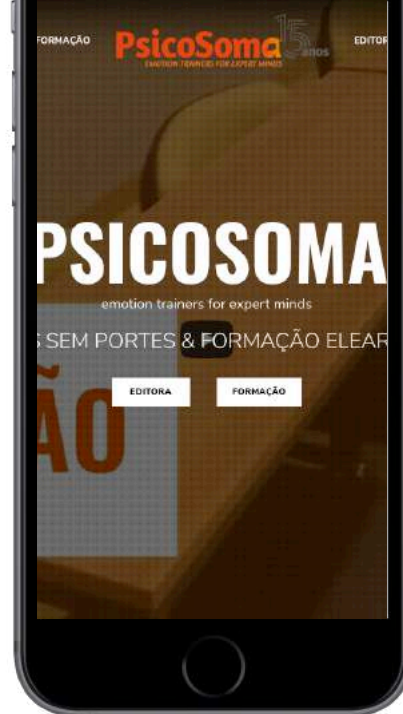 FORMAÇÃO
PsicoSoma
15
anos
EDITOR
EMOTION TRAINERS FOR EXPERT MINDS
PSICOSOMA
emotion trainers for expert minds
S SEM PORTES & FORMAÇÃO ELEAR
EDITORA
FORMAÇÃO
ÃO